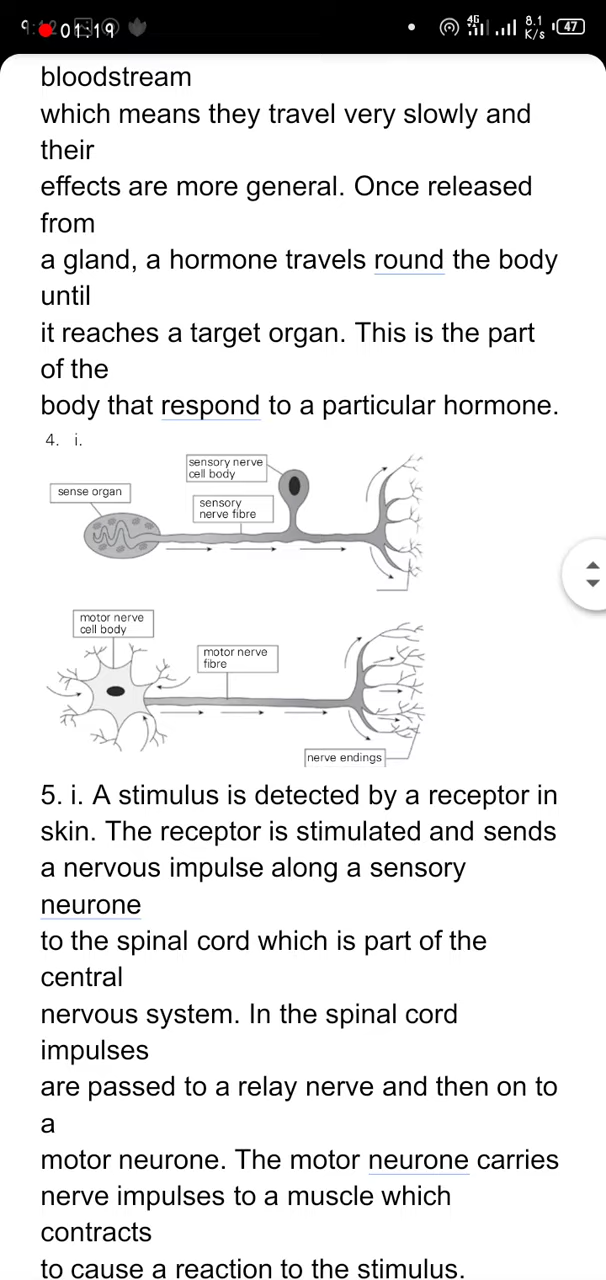 01:19
4G
8.1
K/s
47
bloodstream
which means they travel very slowly and
their
effects are more general. Once released
from
a gland, a hormone travels round the body
until
it reaches a target organ. This is the part
of the
body that respond to a particular hormone.
4. i.
sensory nerve
cell body
sense organ
sensory
nerve fibre
motor nerve
cell body
motor nerve
fibre
nerve endings
5. i. A stimulus is detected by a receptor in
skin. The receptor is stimulated and sends
a nervous impulse along a sensory
neurone
to the spinal cord which is part of the
central
nervous system. In the spinal cord
impulses
are passed to a relay nerve and then on to
a
motor neurone. The motor neurone carries
nerve impulses to a muscle which
contracts
to cause a reaction to the stimulus.